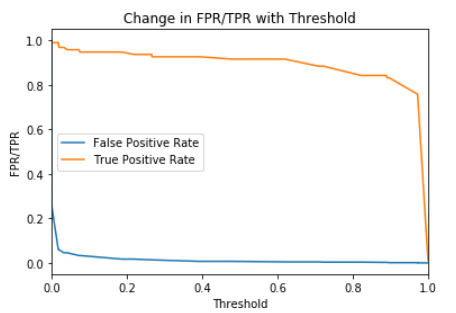 Change in FPR/TPR with Threshold
1.0
0.8
0.6
0.4
0.2
0.0
FPR/TPR
False Positive Rate
True Positive Rate
0.0 0.2 0.4 0.6 0.8 1.0
Threshold